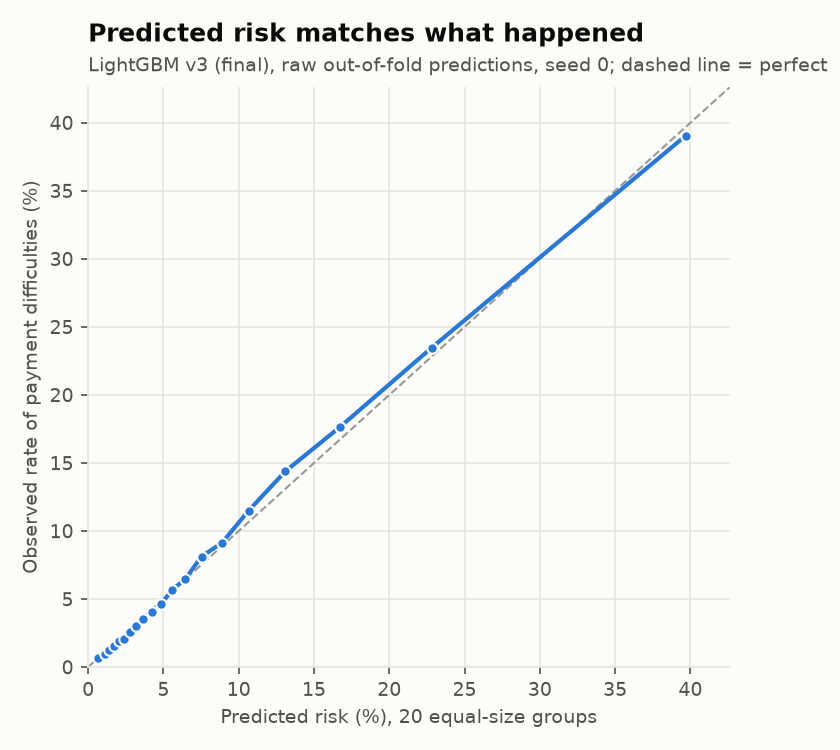 Predicted risk matches what happened
LightGBM v3 (final), raw out-of-fold predictions, seed 0; dashed line = perfect
Observed rate of payment difficulties (%)
40
35
30
25
20
15
10
5
0
0 5 10 15 20 25 30 35 40
Predicted risk (%), 20 equal-size groups